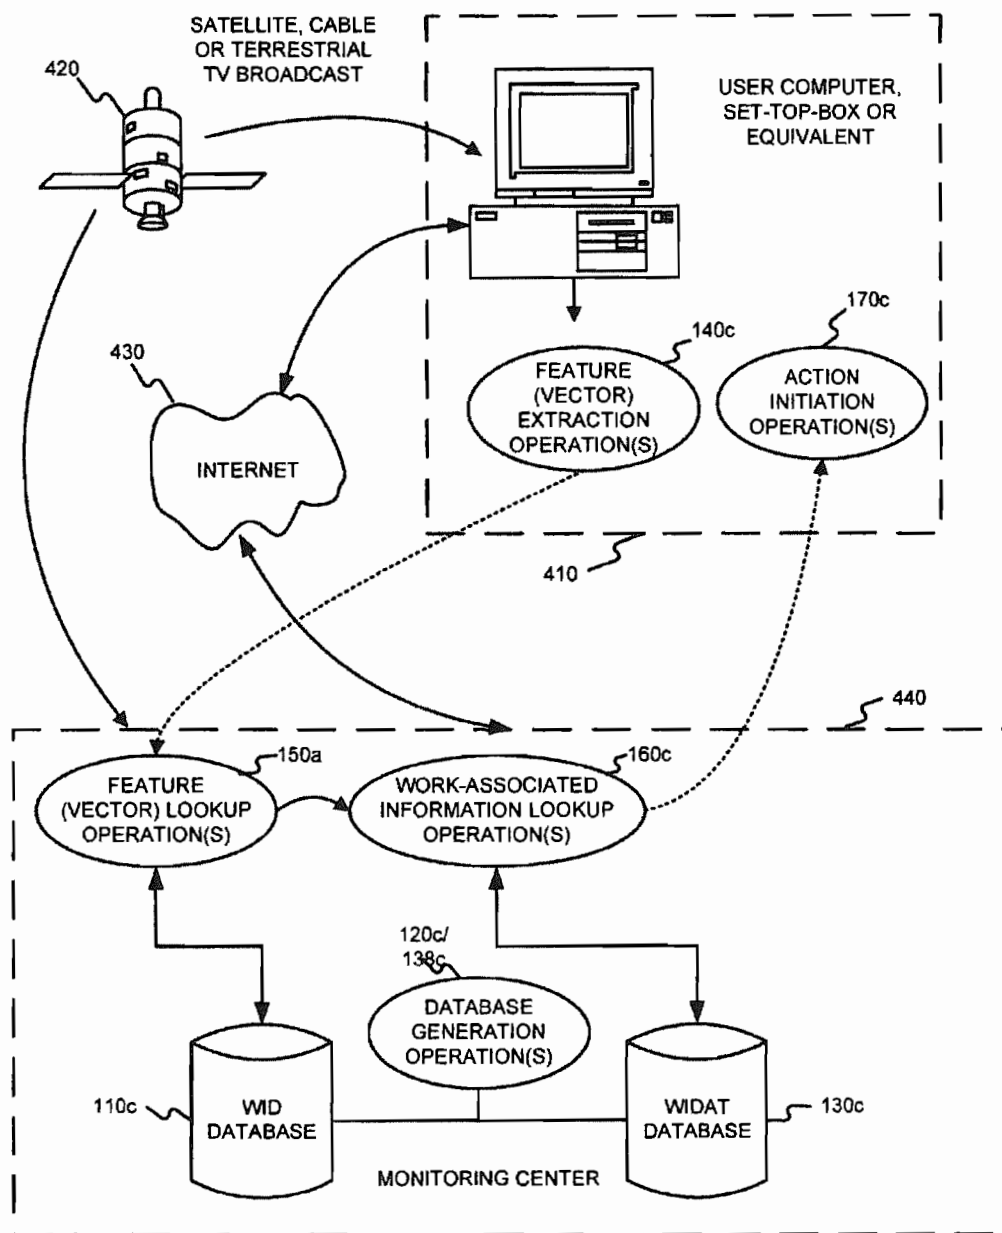 SATELLITE, CABLE
OR TERRESTRIAL
TV BROADCAST
420
USER COMPUTER,
SET-TOP-BOX OR
EQUIVALENT
170c
140c
430
FEATURE
(VECTOR)
EXTRACTION
OPERATION(S)
ACTION
INITIATION
OPERATION(S)
INTERNET
410
440
150a
160c
FEATURE
(VECTOR) LOOKUP
OPERATION(S)
WORK-ASSOCIATED
INFORMATION LOOKUP
OPERATION(S)
120c/
138c
DATABASE
GENERATION
OPERATION(S)
110c
WID
DATABASE
WIDAT
DATABASE
130c
MONITORING CENTER